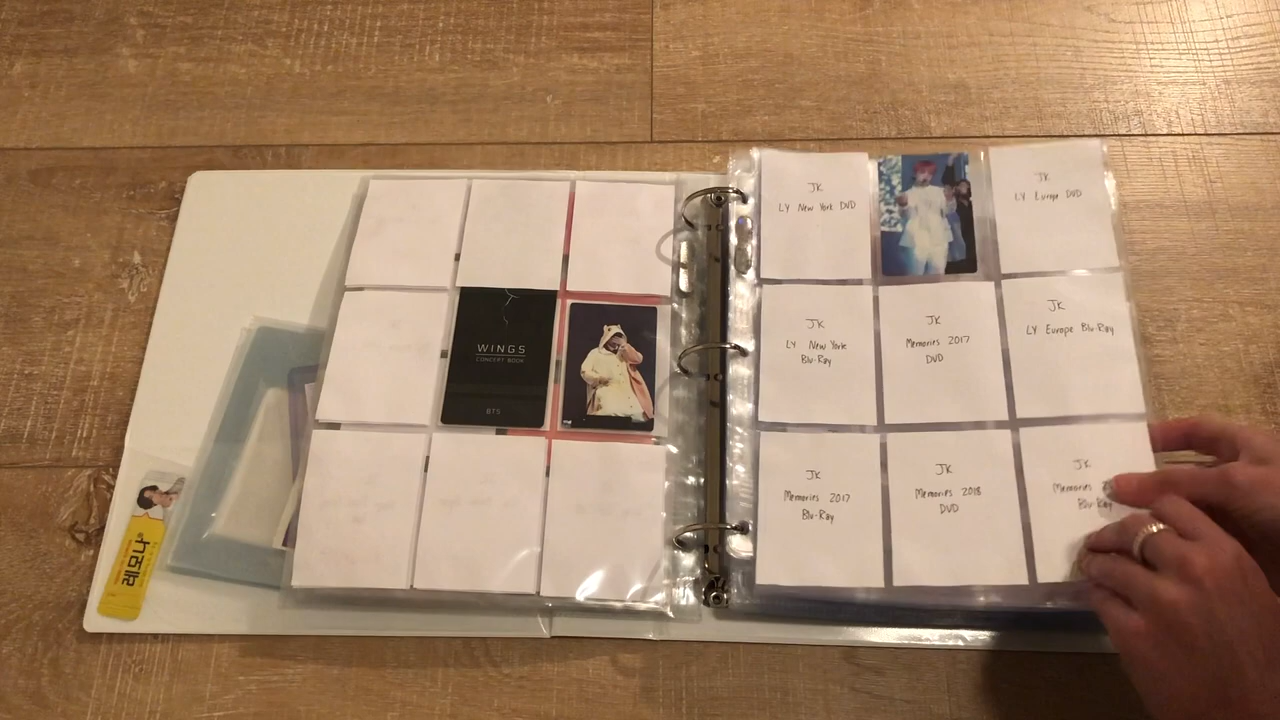 WINGS
CONCEPT BOOK
BTS
레모나
JK
LY New York DVD
JK
LY Europe DVD
JK
LY New York
Blu-Ray
JK
Memories 2017
DVD
JK
LY Europe Blu-Ray
JK
Memories 2017
Blu-Ray
JK
Memories 2018
DVD
JK
Memories
Blu-Ray